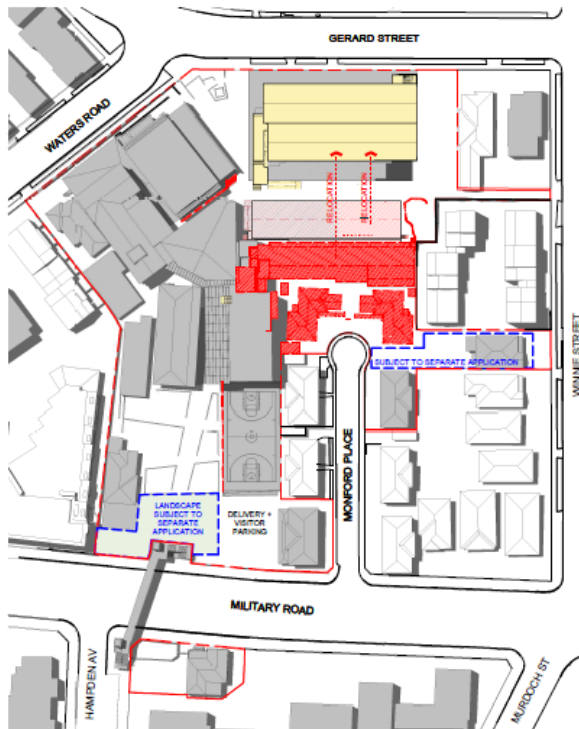 GERARD STREET
WATERS ROAD
RELOCATION
RELOCATION
WINNIE STREET
SUBJECT TO SEPARATE APPLICATION
MONFORD PLACE
LANDSCAPE
SUBJECT TO
SEPARATE
APPLICATION
DELIVERY +
VISITOR
PARKING
MILITARY ROAD
HAMPDEN AV
MURDOCH ST